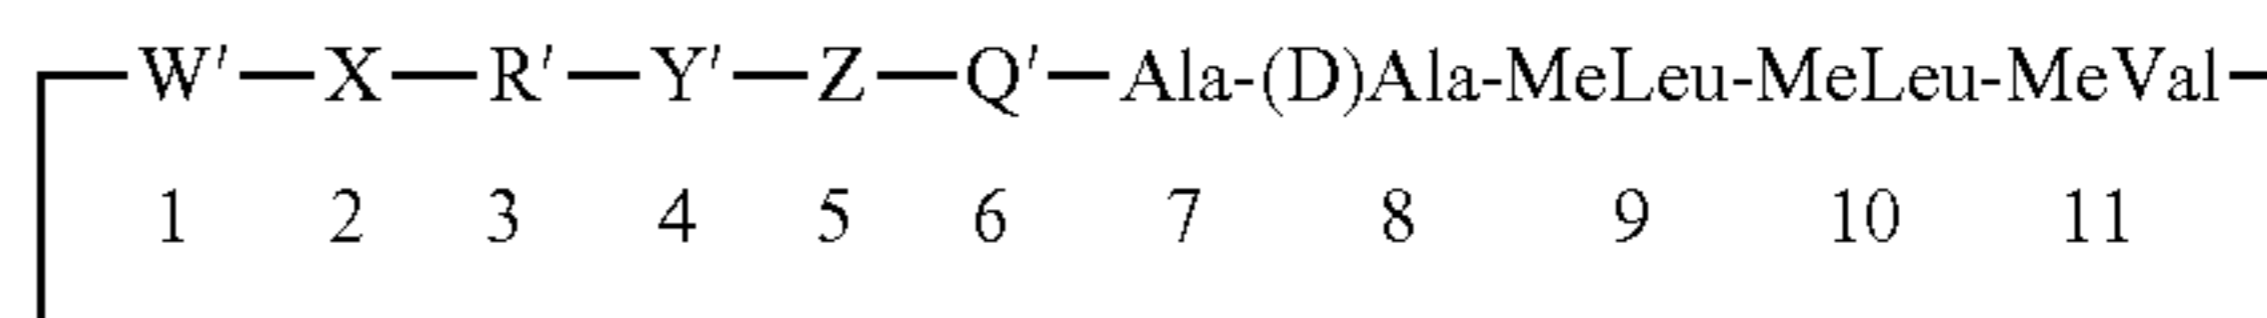 W′—X—R′—Y′—Z—Q′—Ala-(D)Ala-MeLeu-MeLeu-MeVal—
1 2 3 4 5 6 7 8 9 10 11